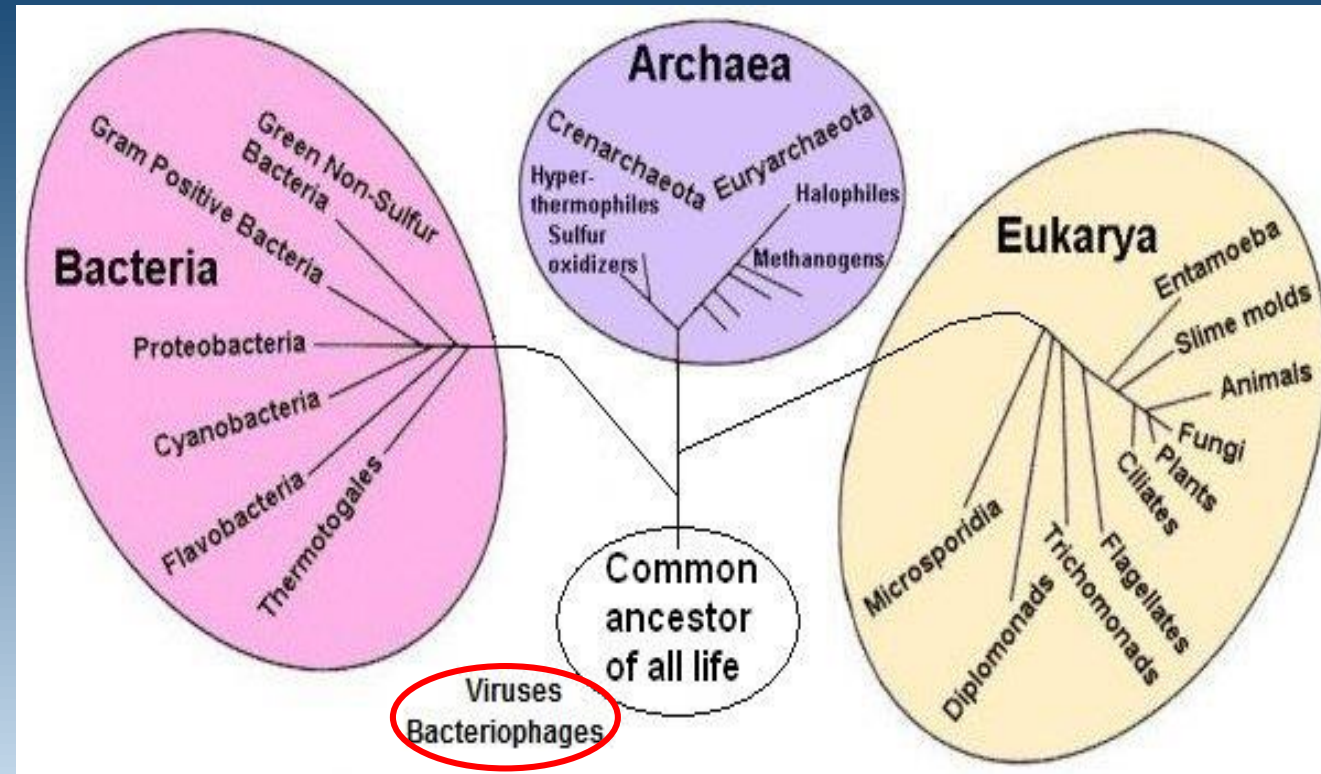 Bacteria
Green Non-Sulfur
Bacteria
Gram Positive Bacteria
Proteobacteria
Cyanobacteria
Flavobacteria
Thermotogales
Archaea
Crenarchaeota
Euryarchaeota
Hyper-
thermophiles
Sulfur
oxidizers
Halophiles
Methanogens
Eukarya
Entamoeba
Slime molds
Animals
Fungi
Plants
Ciliates
Flagellates
Trichomonads
Diplomonads
Microsporidia
Common
ancestor
of all life
Viruses
Bacteriophages